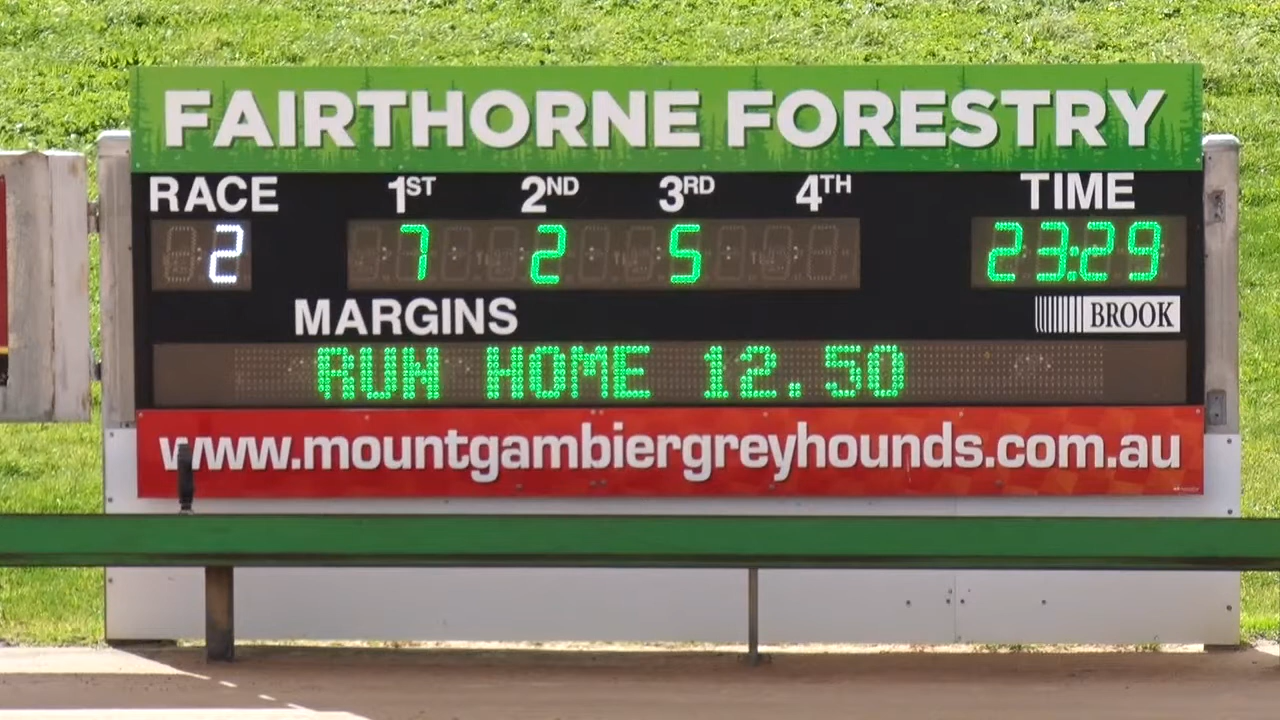 FAIRTHORNE FORESTRY
RACE 1ST 2ND 3RD 4TH TIME
2 7 2 5 23:29
MARGINS
BROOK
RUN HOME 12.50
www.mountgambiergreyhounds.com.au